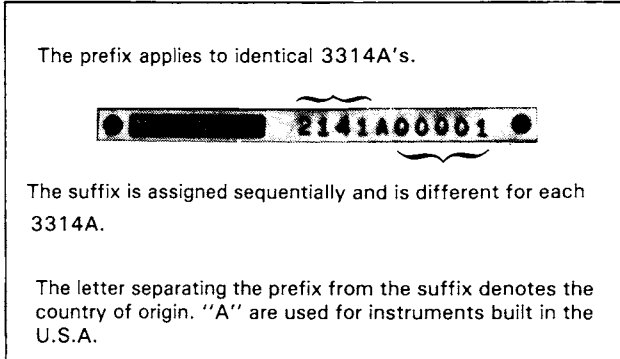 The prefix applies to identical 3314A's.
2141A00001
The suffix is assigned sequentially and is different for each
3314A.
The letter separating the prefix from the suffix denotes the
country of origin. "A" are used for instruments built in the
U.S.A.